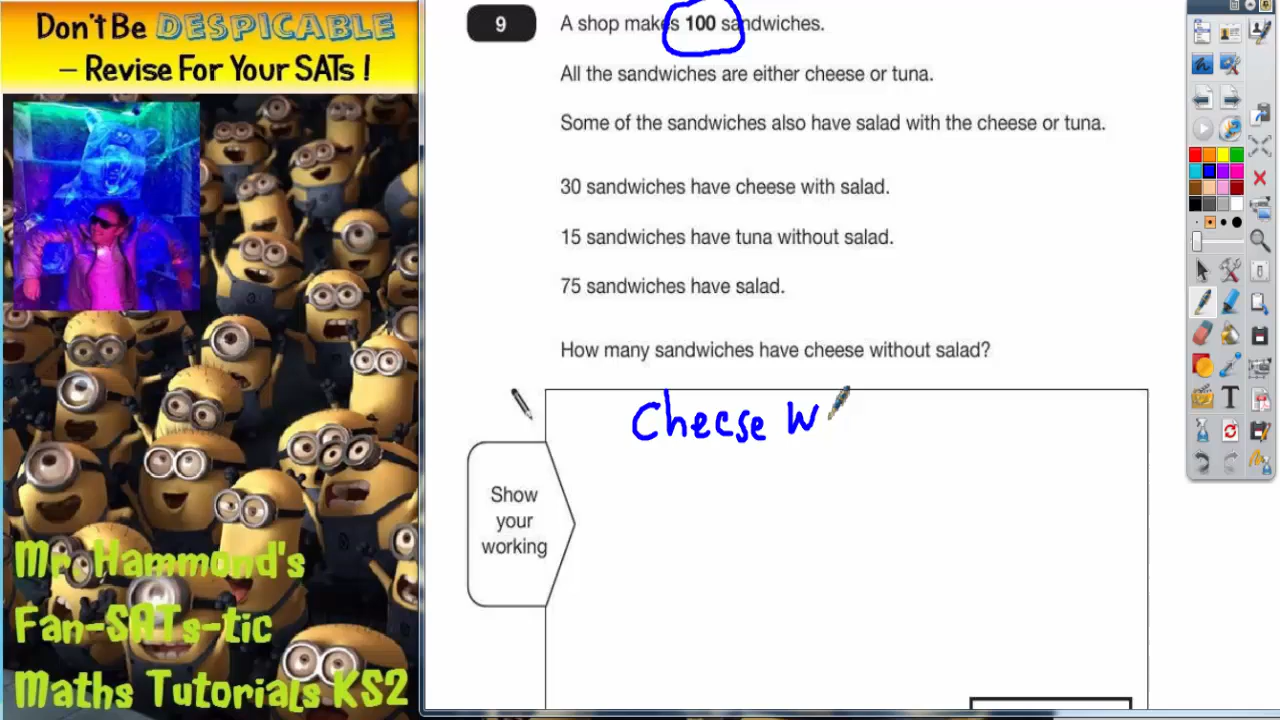 Don't Be DESPICABLE
– Revise For Your SATs !
Mr. Hammond's
Fan-SATs-tic
Maths Tutorials KS2
9
A shop makes 100 sandwiches.
All the sandwiches are either cheese or tuna.
Some of the sandwiches also have salad with the cheese or tuna.
30 sandwiches have cheese with salad.
15 sandwiches have tuna without salad.
75 sandwiches have salad.
How many sandwiches have cheese without salad?
Cheese W
Show
your
working